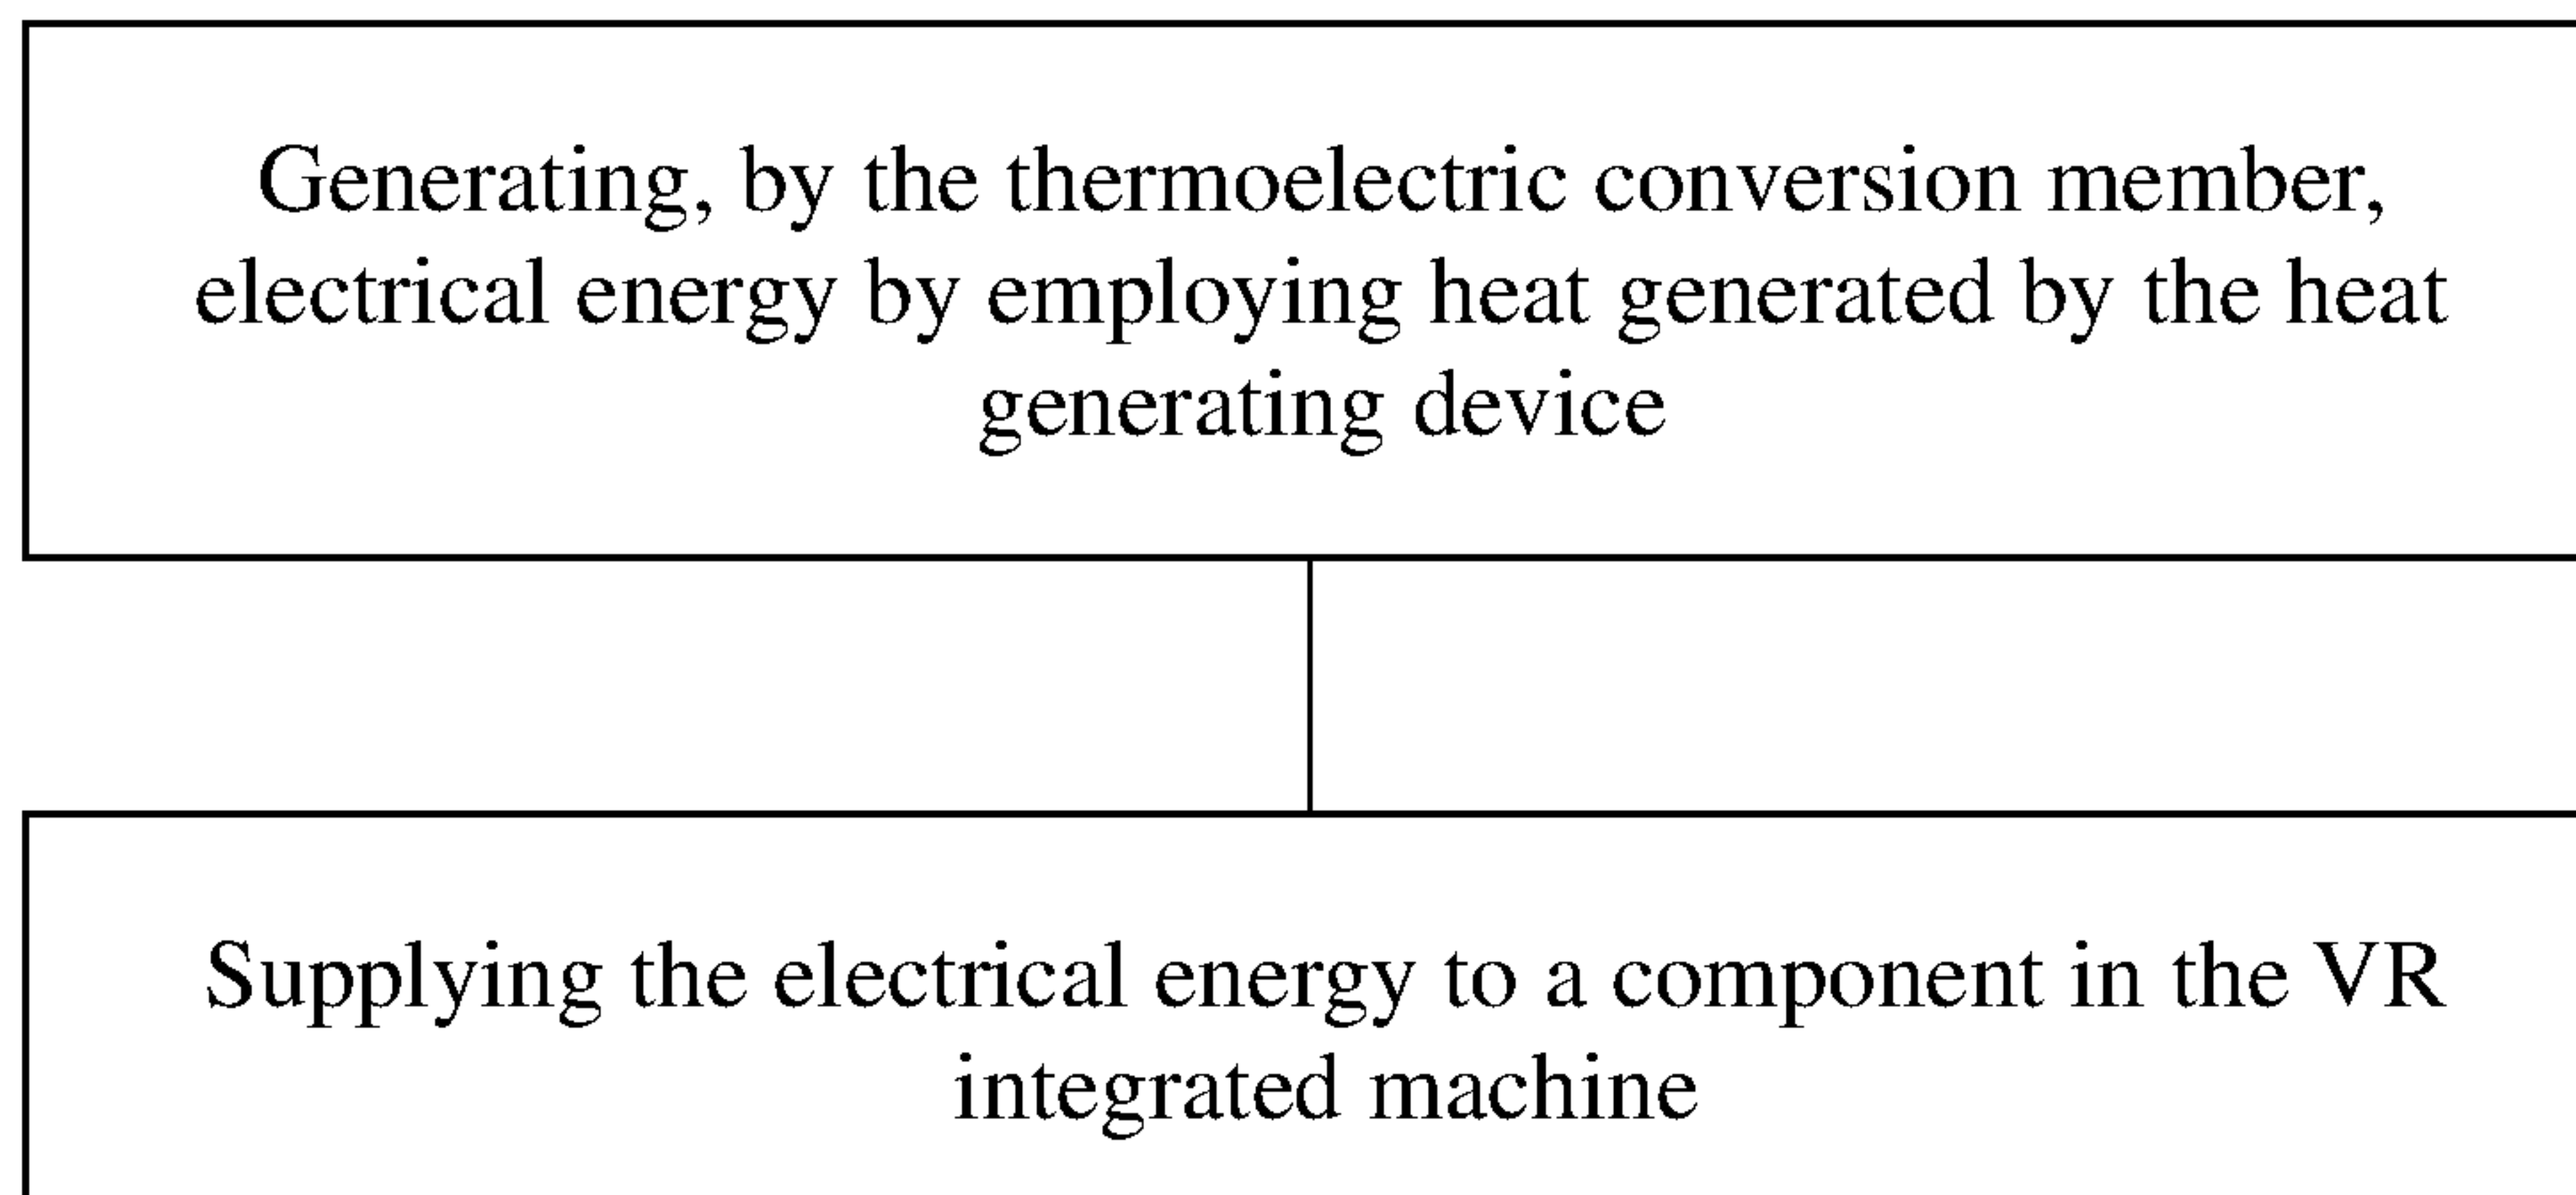 Generating, by the thermoelectric conversion member,
electrical energy by employing heat generated by the heat
generating device
Supplying the electrical energy to a component in the VR
integrated machine